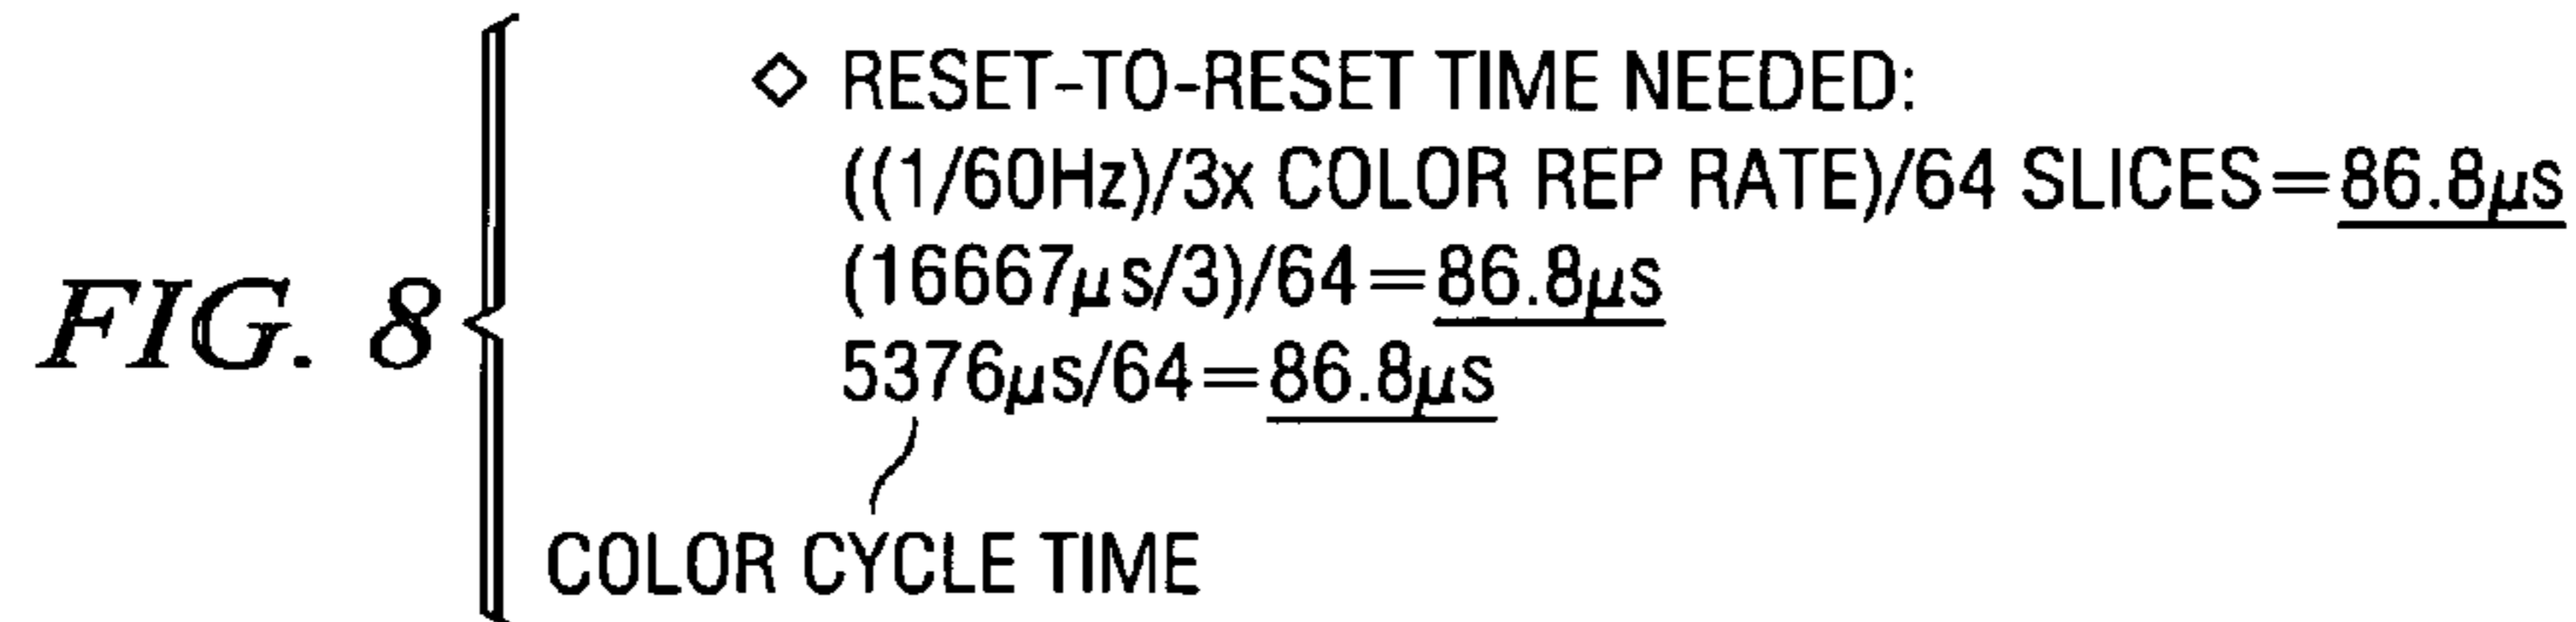 ◇ RESET-TO-RESET TIME NEEDED:
((1/60Hz)/3x COLOR REP RATE)/64 SLICES=86.8μs
(16667μs/3)/64=86.8μs
FIG. 8
5376μs/64=86.8μs
COLOR CYCLE TIME